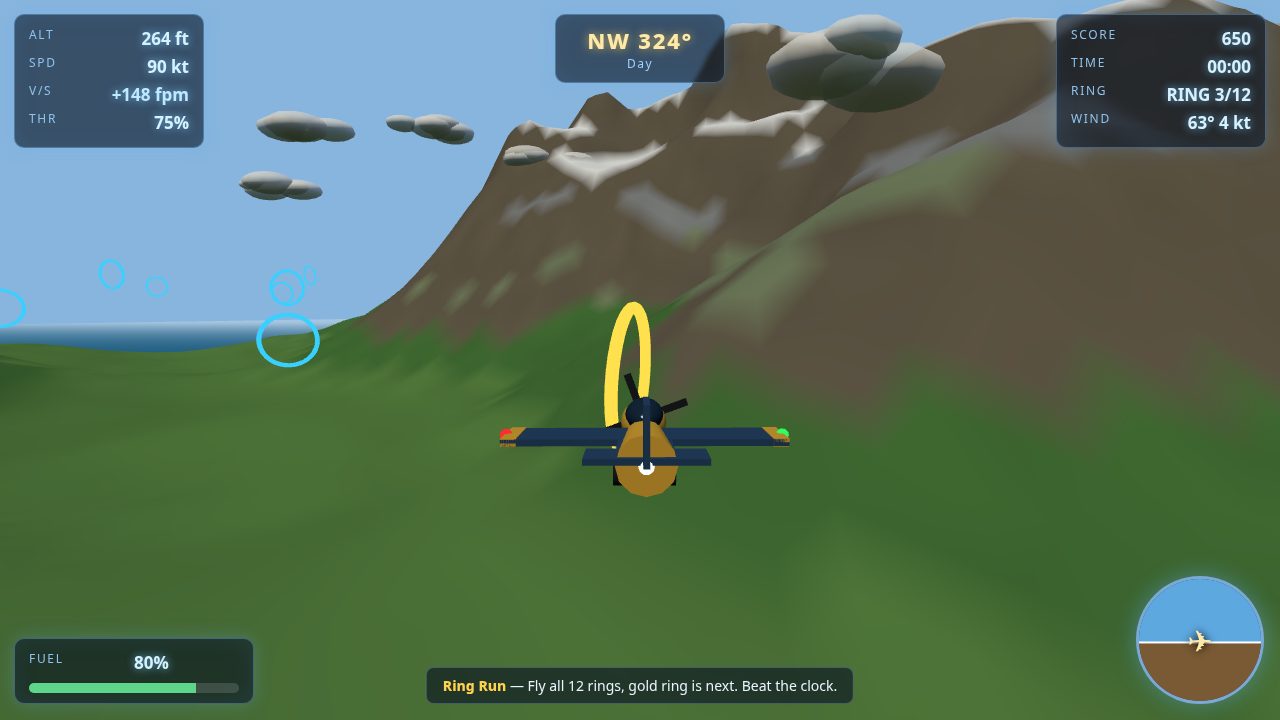 ALT 264 ft
SPD 90 kt
V/S +148 fpm
THR 75%
NW 324°
Day
SCORE 650
TIME 00:00
RING RING 3/12
WIND 63° 4 kt
FUEL 80%
Ring Run — Fly all 12 rings, gold ring is next. Beat the clock.